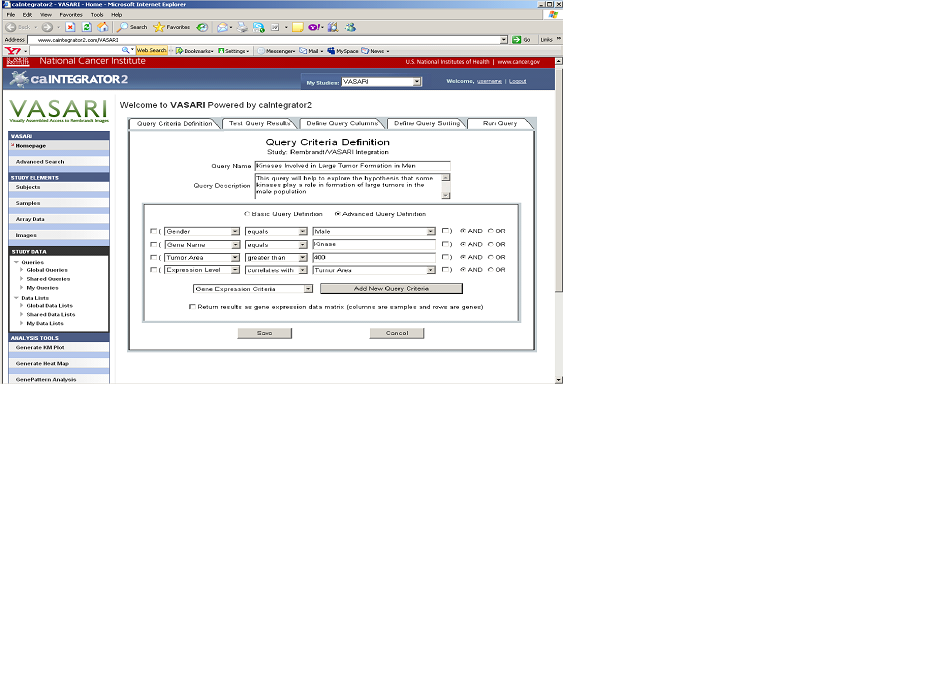 caIntegrator2 - VASARI - Home - Microsoft Internet Explorer
File Edit View Favorites Tools Help
Back Search Favorites
Address www.caintegrator2.com/VASARI Go Links »
Y! Web Search Bookmarks Settings Messenger Mail MySpace News
National Cancer Institute U.S. National Institutes of Health | www.cancer.gov
caINTEGRATOR2 My Studies: VASARI Welcome, username | Logout
VASARI
Visually Assembled Access to Rembrandt Images
Welcome to VASARI Powered by caIntegrator2
Query Criteria Definition Test Query Results Define Query Columns Define Query Sorting Run Query
VASARI
Homepage
Advanced Search
STUDY ELEMENTS
Subjects
Samples
Array Data
Images
STUDY DATA
Queries
Global Queries
Shared Queries
My Queries
Data Lists
Global Data Lists
Shared Data Lists
My Data Lists
ANALYSIS TOOLS
Generate KM Plot
Generate Heat Map
GenePattern Analysis
Query Criteria Definition
Study: Rembrandt/VASARI Integration
Query Name Kinases Involved in Large Tumor Formation in Men
Query Description This query will help to explore the hypothesis that some
kinases play a role in formation of large tumors in the
male population
Basic Query Definition Advanced Query Definition
( Gender equals Male ) AND OR
( Gene Name equals Kinase ) AND OR
( Tumor Area greater than 400 ) AND OR
( Expression Level correlates with Tumor Area ) AND OR
Gene Expression Criteria Add New Query Criteria
Return results as gene expression data matrix (columns are samples and rows are genes)
Save Cancel